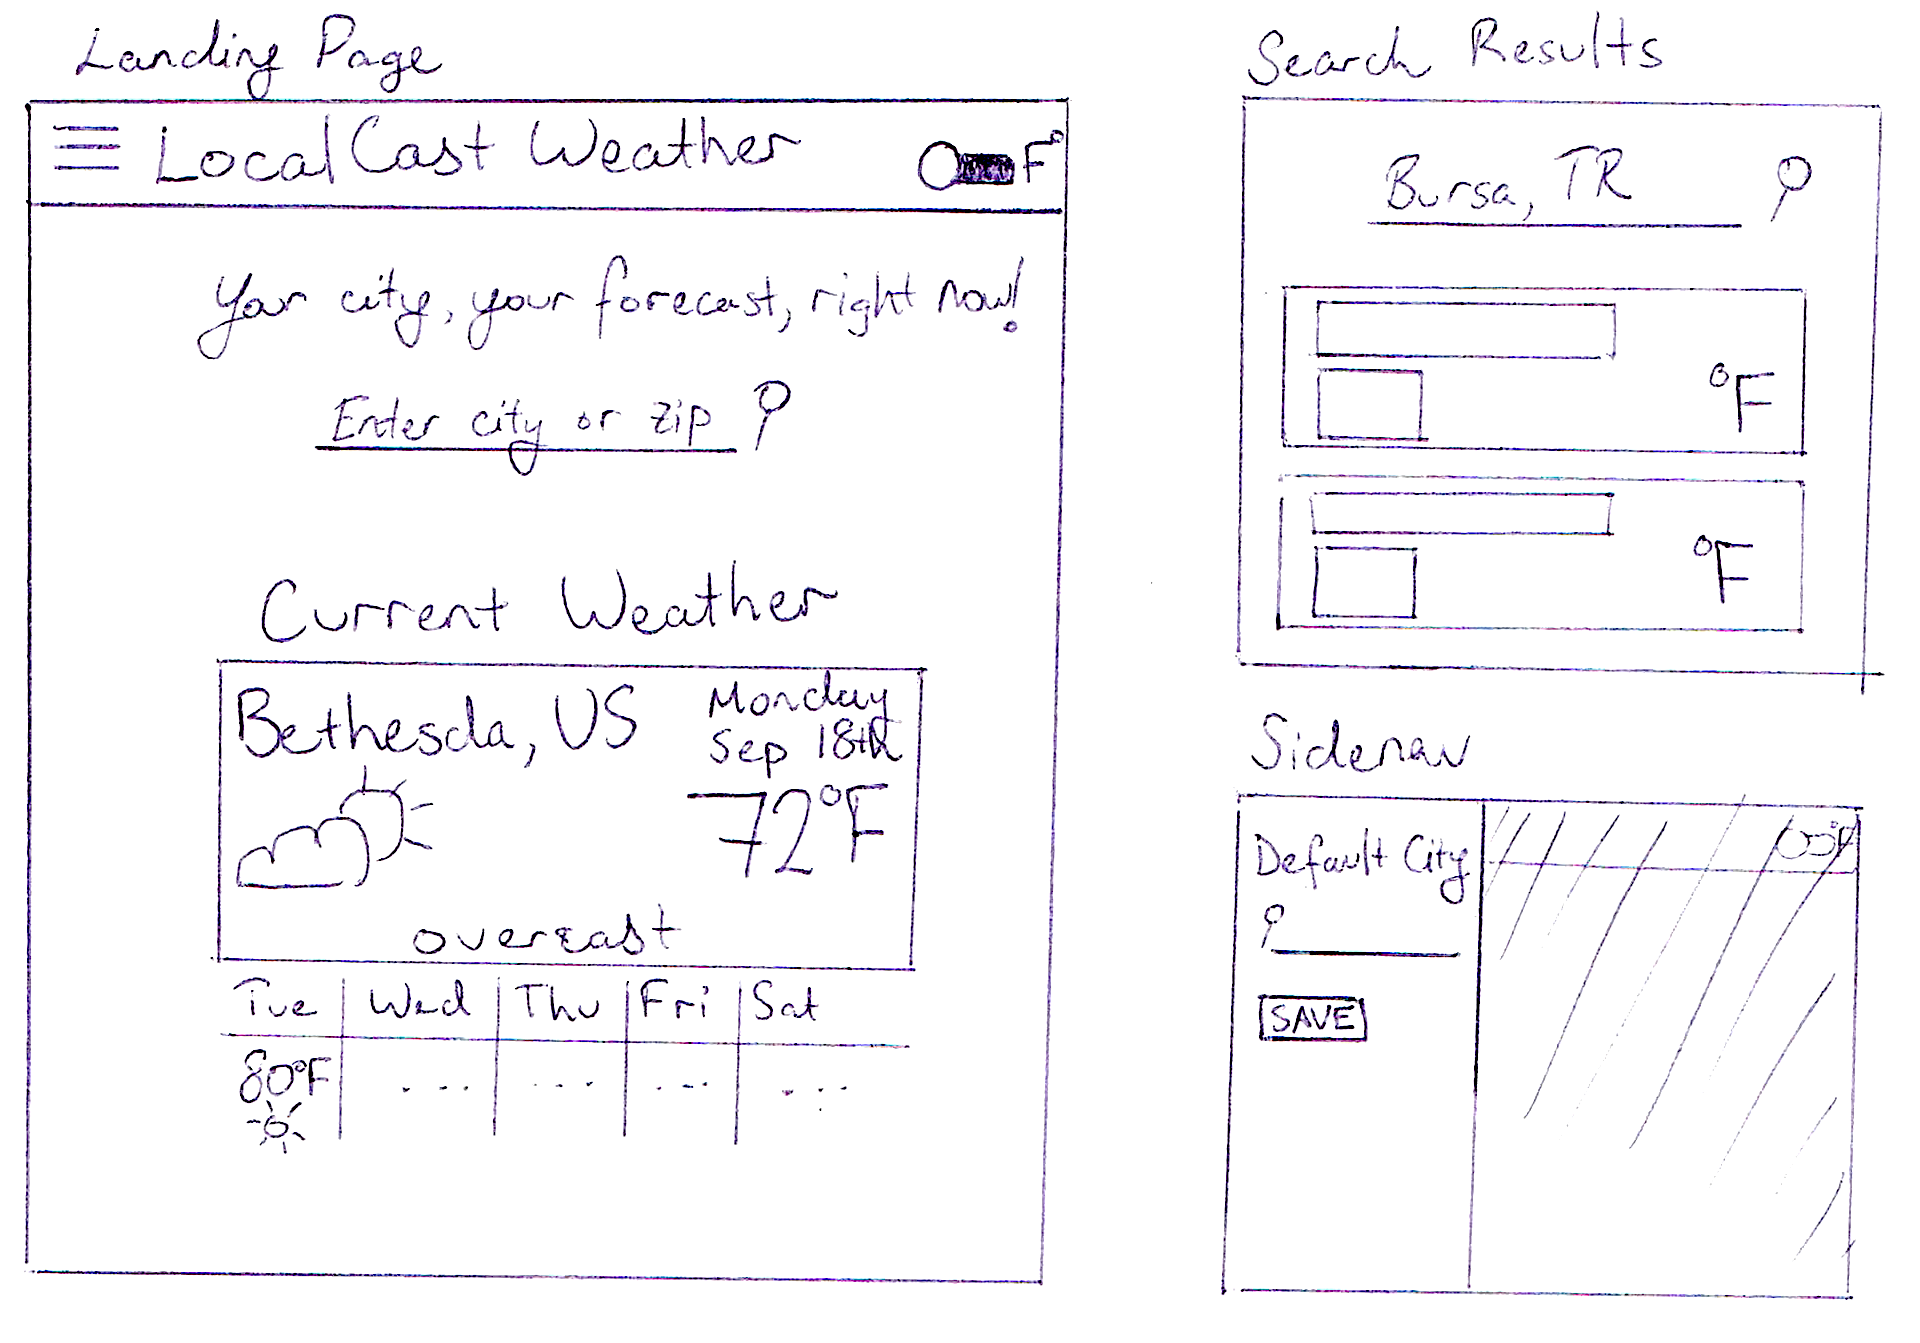 Landing Page
LocalCast Weather
F°
Your city, your forecast, right now!
Enter city or zip
Current Weather
Bethesda, US
Monday
Sep 18th
72°F
overcast
Tue Wed Thu Fri Sat
80°F ... ... ... ...
Search Results
Bursa, TR
°F
°F
Sidenav
Default City
°F
SAVE